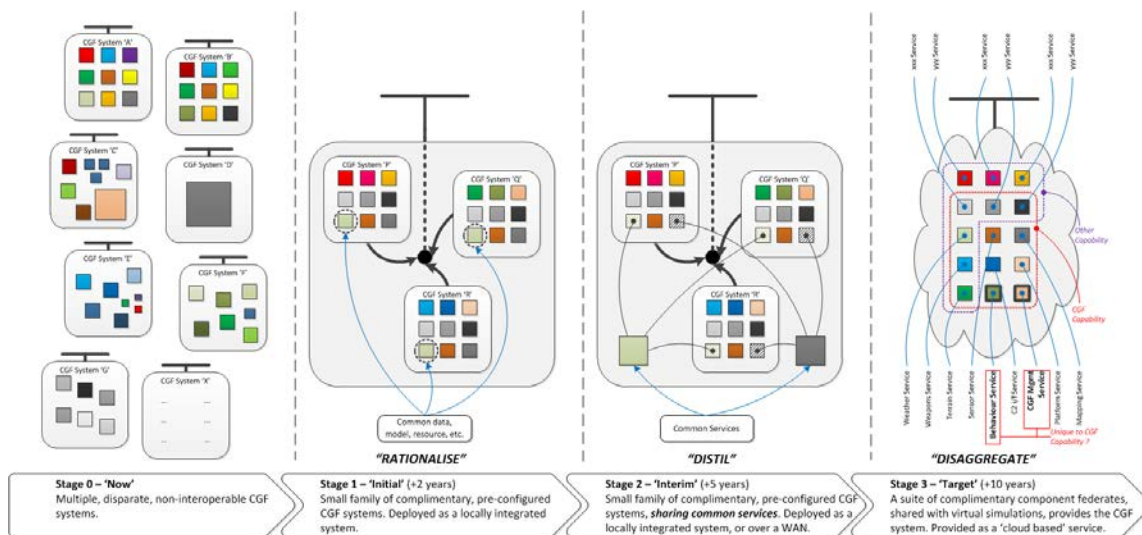 CGF System 'A'
CGF System 'B'
CGF System 'C'
CGF System 'D'
CGF System 'E'
CGF System 'F'
CGF System 'G'
CGF System 'X'
...
...
...
...
...
...
CGF System 'P'
CGF System 'Q'
CGF System 'R'
Common data,
model, resource, etc.
"RATIONALISE"
CGF System 'P'
CGF System 'Q'
CGF System 'R'
Common Services
"DISTIL"
xxx Service
yyy Service
xxx Service
yyy Service
xxx Service
yyy Service
Other
Capability
CGF
Capability
Weather Service
Weapons Service
Terrain Service
Sensor Service
Behaviour Service
C2 I/F Service
CGF Mgmt
Service
Platform Service
Mapping Service
Unique to CGF
Capability ?
"DISAGGREGATE"
Stage 0 – 'Now'
Multiple, disparate, non-interoperable CGF
systems.
Stage 1 – 'Initial' (+2 years)
Small family of complimentary, pre-configured
CGF systems. Deployed as a locally integrated
system.
Stage 2 – 'Interim' (+5 years)
Small family of complimentary, pre-configured CGF
systems, sharing common services. Deployed as a
locally integrated system, or over a WAN.
Stage 3 – 'Target' (+10 years)
A suite of complimentary component federates,
shared with virtual simulations, provides the CGF
system. Provided as a 'cloud based' service.